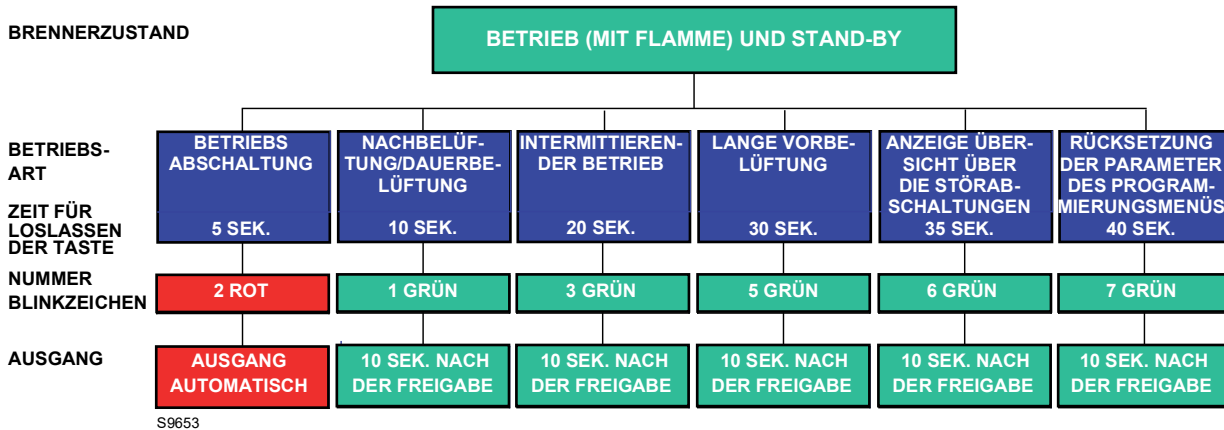 BRENNERZUSTAND
BETRIEB (MIT FLAMME) UND STAND-BY
BETRIEBS-
ART
BETRIEBS
ABSCHALTUNG
NACHBELÜF-
TUNG/DAUERBE-
LÜFTUNG
INTERMITTIEREN-
DER BETRIEB
LANGE VORBE-
LÜFTUNG
ANZEIGE ÜBER-
SICHT ÜBER
DIE STÖRAB-
SCHALTUNGEN
RÜCKSETZUNG
DER PARAMETER
DES PROGRAM-
MIERUNGSMENÜS
ZEIT FÜR
LOSLASSEN
DER TASTE
5 SEK.
10 SEK.
20 SEK.
30 SEK.
35 SEK.
40 SEK.
NUMMER
BLINKZEICHEN
2 ROT
1 GRÜN
3 GRÜN
5 GRÜN
6 GRÜN
7 GRÜN
AUSGANG
AUSGANG
AUTOMATISCH
10 SEK. NACH
DER FREIGABE
10 SEK. NACH
DER FREIGABE
10 SEK. NACH
DER FREIGABE
10 SEK. NACH
DER FREIGABE
10 SEK. NACH
DER FREIGABE
S9653